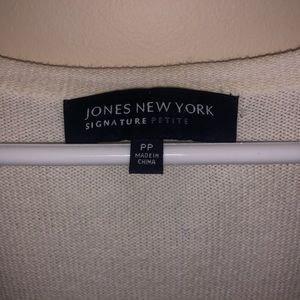 JONES NEW YORK
SIGNATURE PETITE
PP
MADE IN
CHINA